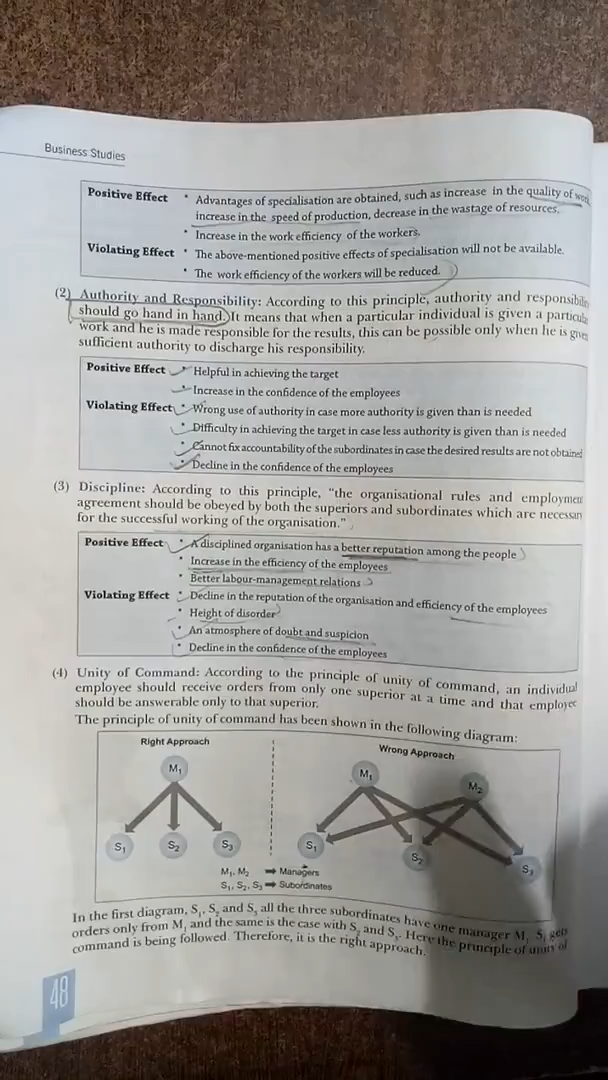 Business Studies
Positive Effect • Advantages of specialisation are obtained, such as increase in the quality of work
increase in the speed of production, decrease in the wastage of resources.
• Increase in the work efficiency of the workers.
Violating Effect • The above-mentioned positive effects of specialisation will not be available.
• The work efficiency of the workers will be reduced.
(2) Authority and Responsibility: According to this principle, authority and responsibility
should go hand in hand. It means that when a particular individual is given a particular
work and he is made responsible for the results, this can be possible only when he is given
sufficient authority to discharge his responsibility.
Positive Effect • Helpful in achieving the target
• Increase in the confidence of the employees
Violating Effect • Wrong use of authority in case more authority is given than is needed
• Difficulty in achieving the target in case less authority is given than is needed
• Cannot fix accountability of the subordinates in case the desired results are not obtained
• Decline in the confidence of the employees
(3) Discipline: According to this principle, "the organisational rules and employment
agreement should be obeyed by both the superiors and subordinates which are necessary
for the successful working of the organisation."
Positive Effect • A disciplined organisation has a better reputation among the people
• Increase in the efficiency of the employees
• Better labour-management relations
Violating Effect • Decline in the reputation of the organisation and efficiency of the employees
• Height of disorder
• An atmosphere of doubt and suspicion
• Decline in the confidence of the employees
(4) Unity of Command: According to the principle of unity of command, an individual
employee should receive orders from only one superior at a time and that employee
should be answerable only to that superior.
The principle of unity of command has been shown in the following diagram:
Right Approach
Wrong Approach
M₁
M₁
M₂
S₁ S₂ S₃
S₁ S₂ S₃
M₁, M₂ ➡ Managers
S₁, S₂, S₃ ➡ Subordinates
In the first diagram, S₁, S₂ and S₃ all the three subordinates have one manager M₁. S₁ gets
orders only from M₁ and the same is the case with S₂ and S₃. Here the principle of unity of
command is being followed. Therefore, it is the right approach.
48